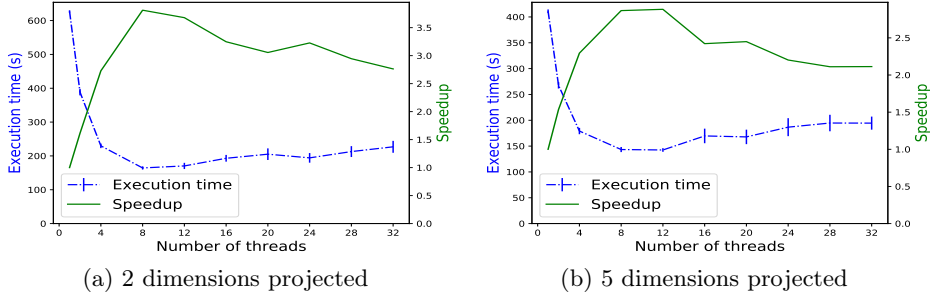 Execution time (s)
600
500
400
300
200
100
0
3.5
3.0
2.5
2.0
1.5
1.0
0.5
0.0
Speedup
Execution time
Speedup
0 4 8 12 16 20 24 28 32
Number of threads
(a) 2 dimensions projected
Execution time (s)
400
350
300
250
200
150
100
50
0
2.5
2.0
1.5
1.0
0.5
0.0
Speedup
Execution time
Speedup
0 4 8 12 16 20 24 28 32
Number of threads
(b) 5 dimensions projected